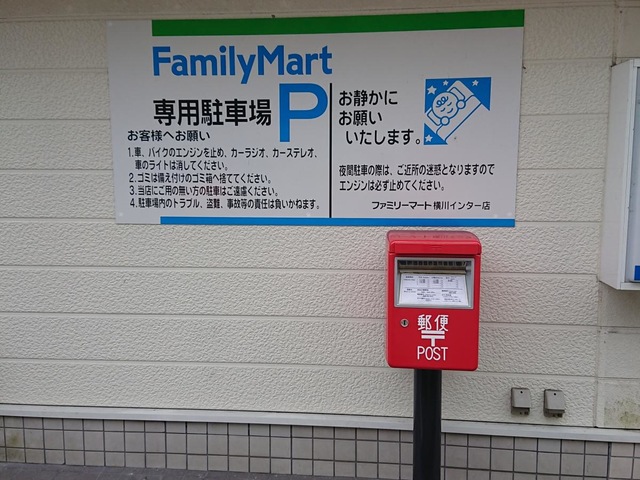 FamilyMart
専用駐車場 P
お客様へお願い
1.車、バイクのエンジンを止め、カーラジオ、カーステレオ、
車のライトは消してください。
2.ゴミは備え付けのゴミ箱へ捨ててください。
3.当店にご用の無い方の駐車はご遠慮ください。
4.駐車場内のトラブル、盗難、事故等の責任は負いかねます。
お静かに
お願い
いたします。
夜間駐車の際は、ご近所の迷惑となりますので
エンジンは必ず止めてください。
ファミリーマート横川インター店
郵便
〒
POST